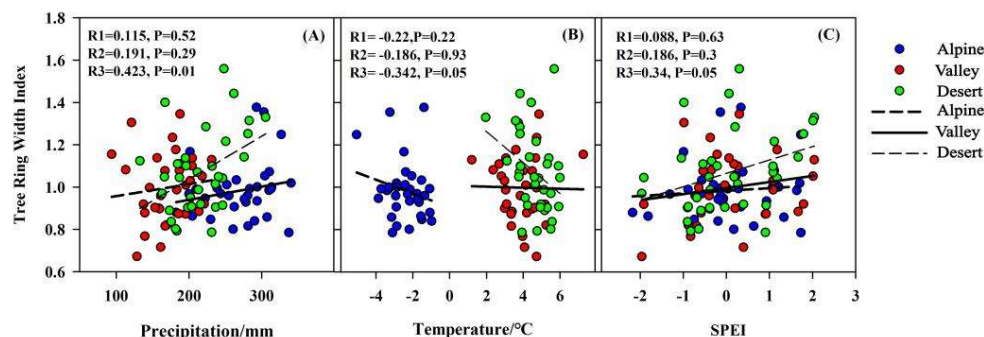 (A)
R1=0.115, P=0.52
R2=0.191, P=0.29
R3=0.423, P=0.01
(B)
R1= -0.22,P=0.22
R2= -0.186, P=0.93
R3= -0.342, P=0.05
(C)
R1=0.088, P=0.63
R2=0.186, P=0.3
R3=0.34, P=0.05
Alpine
Valley
Desert
Alpine
Valley
Desert
Tree Ring Width Index
1.8
1.6
1.4
1.2
1.0
0.8
0.6
100 200 300
-4 -2 0 2 4 6
-2 -1 0 1 2 3
Precipitation/mm
Temperature/°C
SPEI